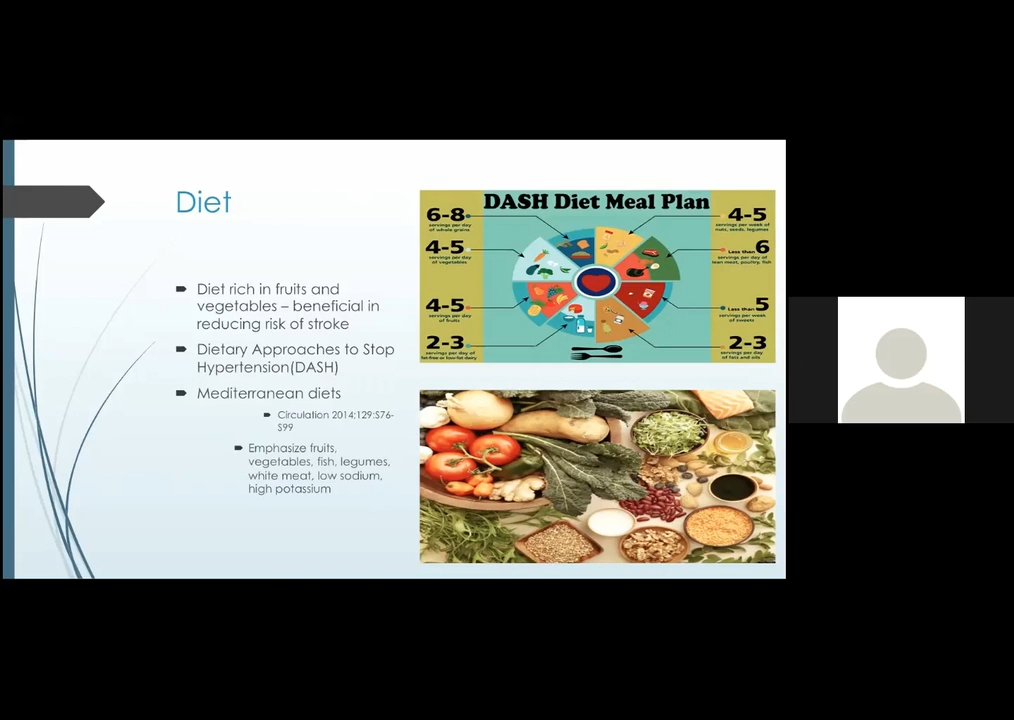 Diet
Diet rich in fruits and
vegetables – beneficial in
reducing risk of stroke
Dietary Approaches to Stop
Hypertension(DASH)
Mediterranean diets
Circulation 2014;129:S76-
S99
Emphasize fruits,
vegetables, fish, legumes,
white meat, low sodium,
high potassium
DASH Diet Meal Plan
6-8
servings per day
of whole grains
4-5
servings per day
of vegetables
4-5
servings per day
of fruits
2-3
servings per day of
fat-free or low-fat dairy
4-5
servings per week of
nuts, seeds, legumes
Less than 6
servings per day of
lean meat, poultry, fish
Less than 5
servings per week
of sweets
2-3
servings per day
of fats and oils